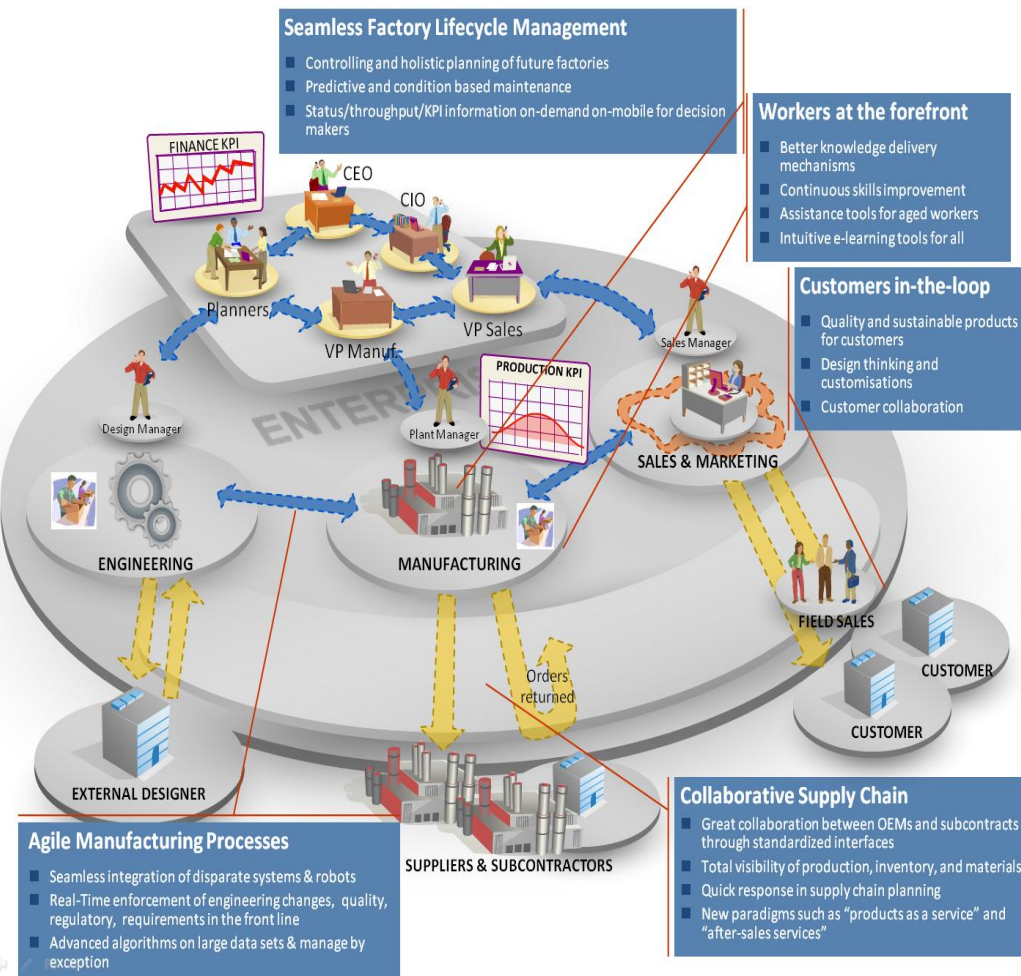 Seamless Factory Lifecycle Management
Controlling and holistic planning of future factories
Predictive and condition based maintenance
Status/throughput/KPI information on-demand on-mobile for decision
makers
Workers at the forefront
Better knowledge delivery
mechanisms
Continuous skills improvement
Assistance tools for aged workers
Intuitive e-learning tools for all
Customers in-the-loop
Quality and sustainable products
for customers
Design thinking and
customisations
Customer collaboration
FINANCE KPI
CEO
CIO
Planners
VP Manuf.
VP Sales
Sales Manager
PRODUCTION KPI
Design Manager
Plant Manager
SALES & MARKETING
ENGINEERING
MANUFACTURING
FIELD SALES
CUSTOMER
CUSTOMER
Orders
returned
EXTERNAL DESIGNER
SUPPLIERS & SUBCONTRACTORS
Agile Manufacturing Processes
Seamless integration of disparate systems & robots
Real-Time enforcement of engineering changes, quality,
regulatory, requirements in the front line
Advanced algorithms on large data sets & manage by
exception
Collaborative Supply Chain
Great collaboration between OEMs and subcontracts
through standardized interfaces
Total visibility of production, inventory, and materials
Quick response in supply chain planning
New paradigms such as “products as a service” and
“after-sales services”